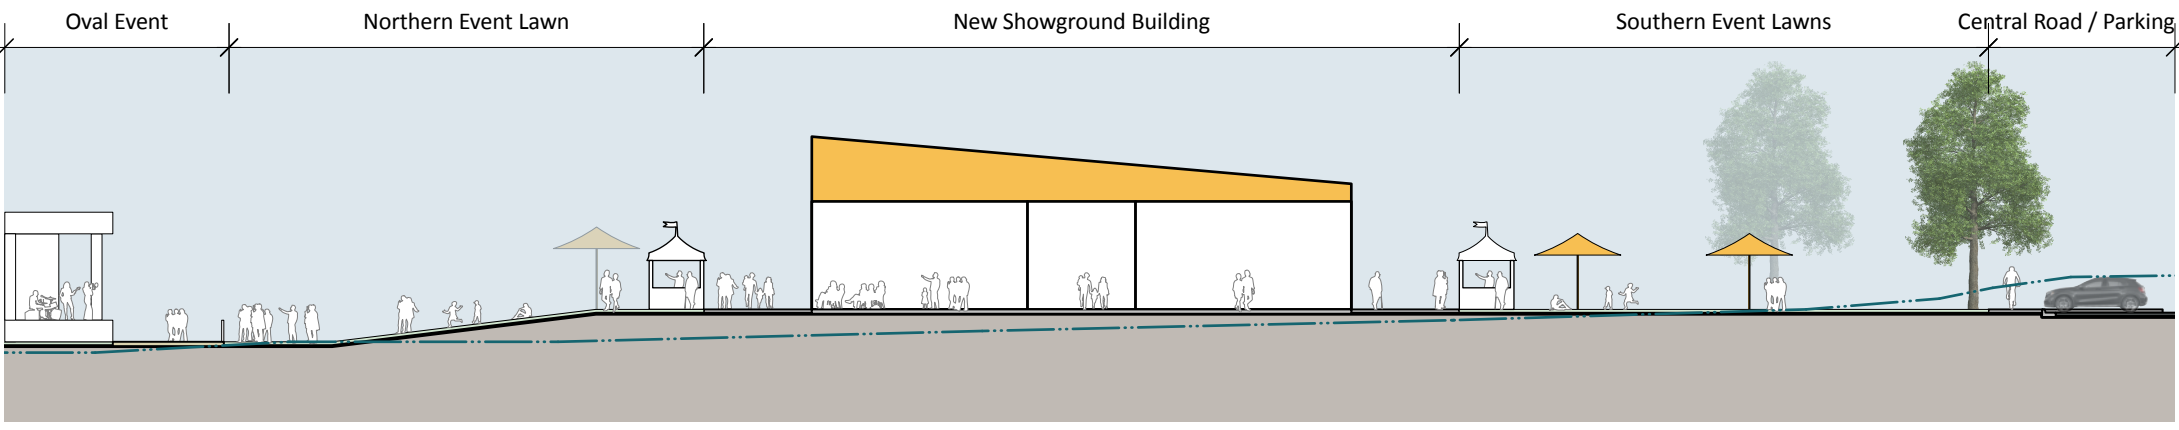 Oval Event
Northern Event Lawn
New Showground Building
Southern Event Lawns
Central Road / Parking